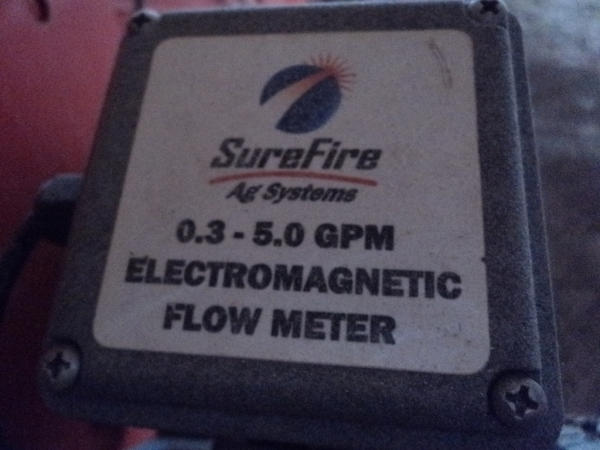 SureFire
Ag Systems
0.3 - 5.0 GPM
ELECTROMAGNETIC
FLOW METER